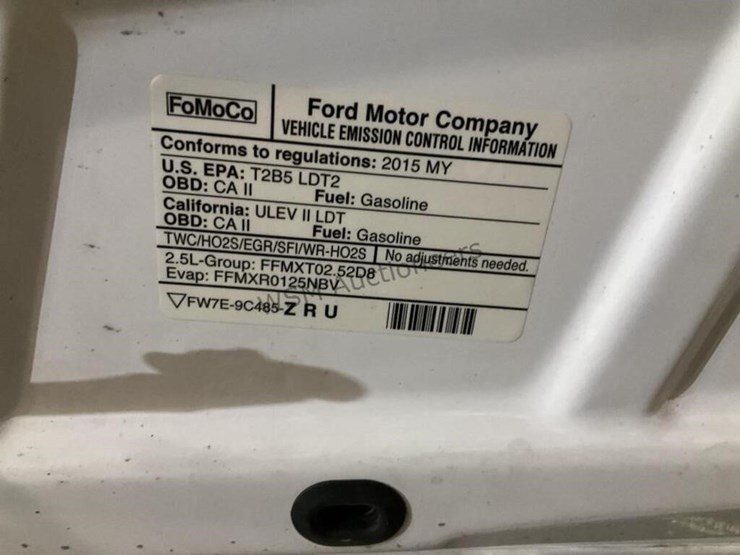 FoMoCo
Ford Motor Company
VEHICLE EMISSION CONTROL INFORMATION
Conforms to regulations: 2015 MY
U.S. EPA: T2B5 LDT2
OBD: CA II Fuel: Gasoline
California: ULEV II LDT
OBD: CA II Fuel: Gasoline
TWC/HO2S/EGR/SFI/WR-HO2S No adjustments needed.
2.5L-Group: FFMXT02.52D8
Evap: FFMXR0125NBV
▽FW7E-9C485-Z R U
WSM Auctioneers